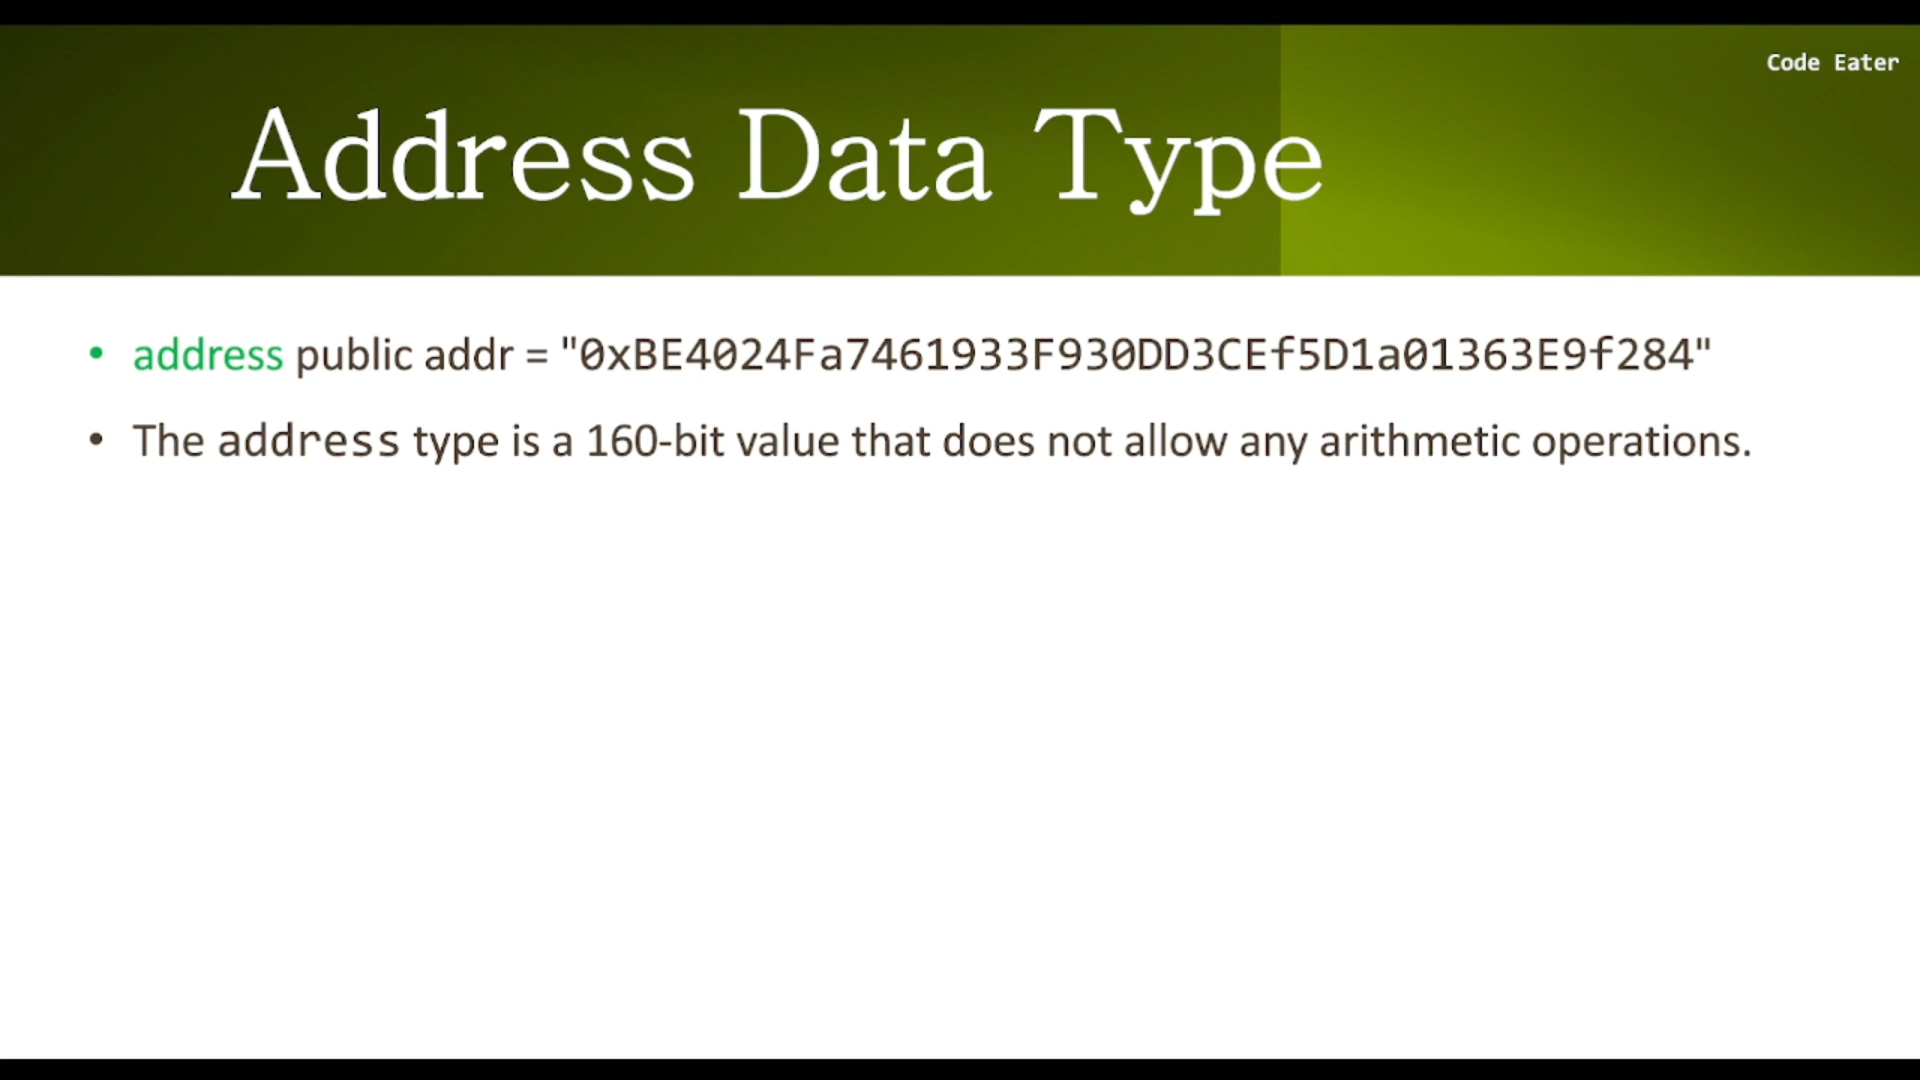 Code Eater
Address Data Type
• address public addr = "0xBE4024Fa7461933F930DD3CEf5D1a01363E9f284"
• The address type is a 160-bit value that does not allow any arithmetic operations.